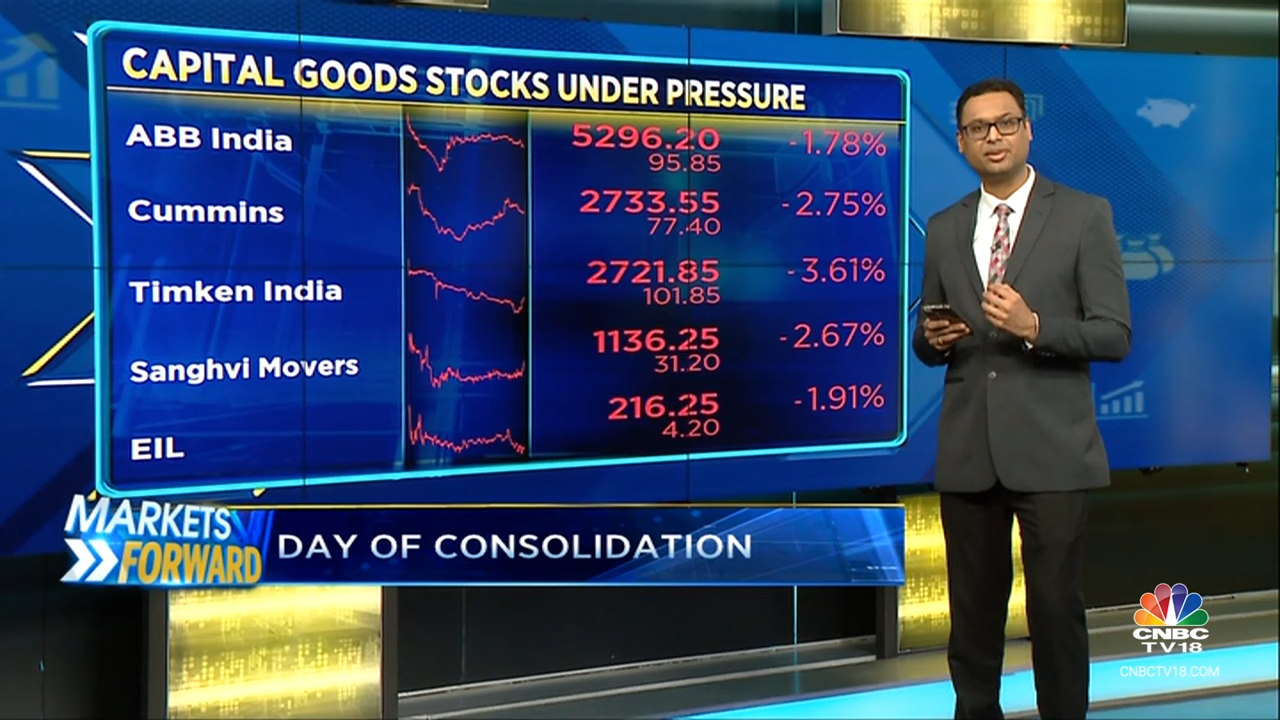 CAPITAL GOODS STOCKS UNDER PRESSURE
ABB India 5296.20 -1.78%
95.85
Cummins 2733.55 -2.75%
77.40
Timken India 2721.85 -3.61%
101.85
Sanghvi Movers 1136.25 -2.67%
31.20
EIL 216.25 -1.91%
4.20
MARKETS
FORWARD
DAY OF CONSOLIDATION
CNBC
TV18
CNBCTV18.COM